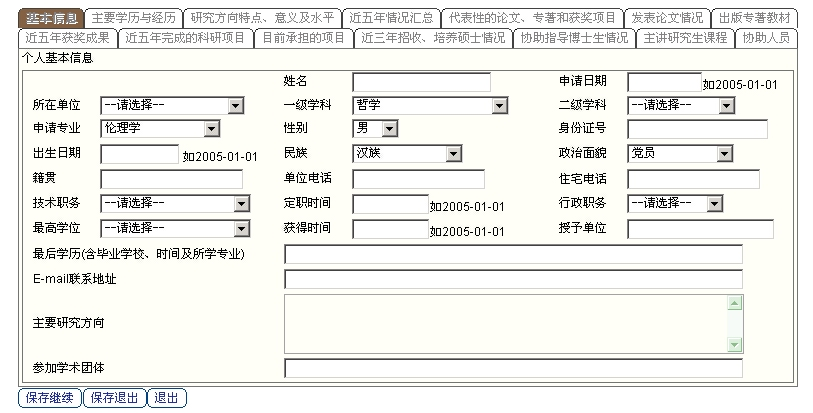 基本信息 主要学历与经历 研究方向特点、意义及水平 近五年情况汇总 代表性的论文、专著和获奖项目 发表论文情况 出版专著教材
近五年获奖成果 近五年完成的科研项目 目前承担的项目 近三年招收、培养硕士情况 协助指导博士生情况 主讲研究生课程 协助人员
个人基本信息
姓名 申请日期 如2005-01-01
所在单位 --请选择-- 一级学科 哲学 二级学科 --请选择--
申请专业 伦理学 性别 男 身份证号
出生日期 如2005-01-01 民族 汉族 政治面貌 党员
籍贯 单位电话 住宅电话
技术职务 --请选择-- 定职时间 如2005-01-01 行政职务 --请选择--
最高学位 --请选择-- 获得时间 如2005-01-01 授予单位
最后学历(含毕业学校、时间及所学专业)
E-mail联系地址
主要研究方向
参加学术团体
保存继续 保存退出 退出